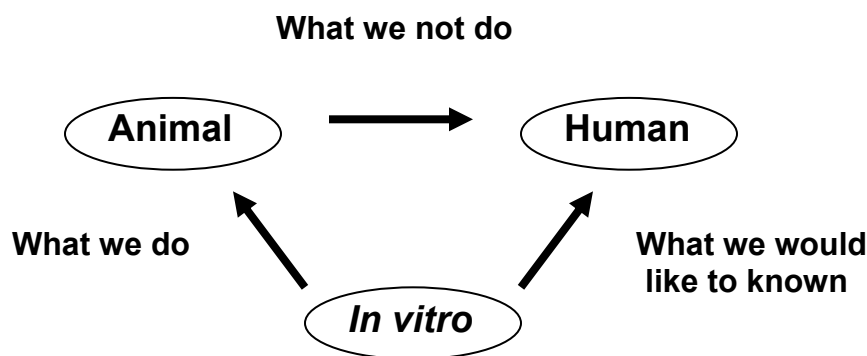 What we not do
Animal
Human
What we do
What we would
like to known
In vitro